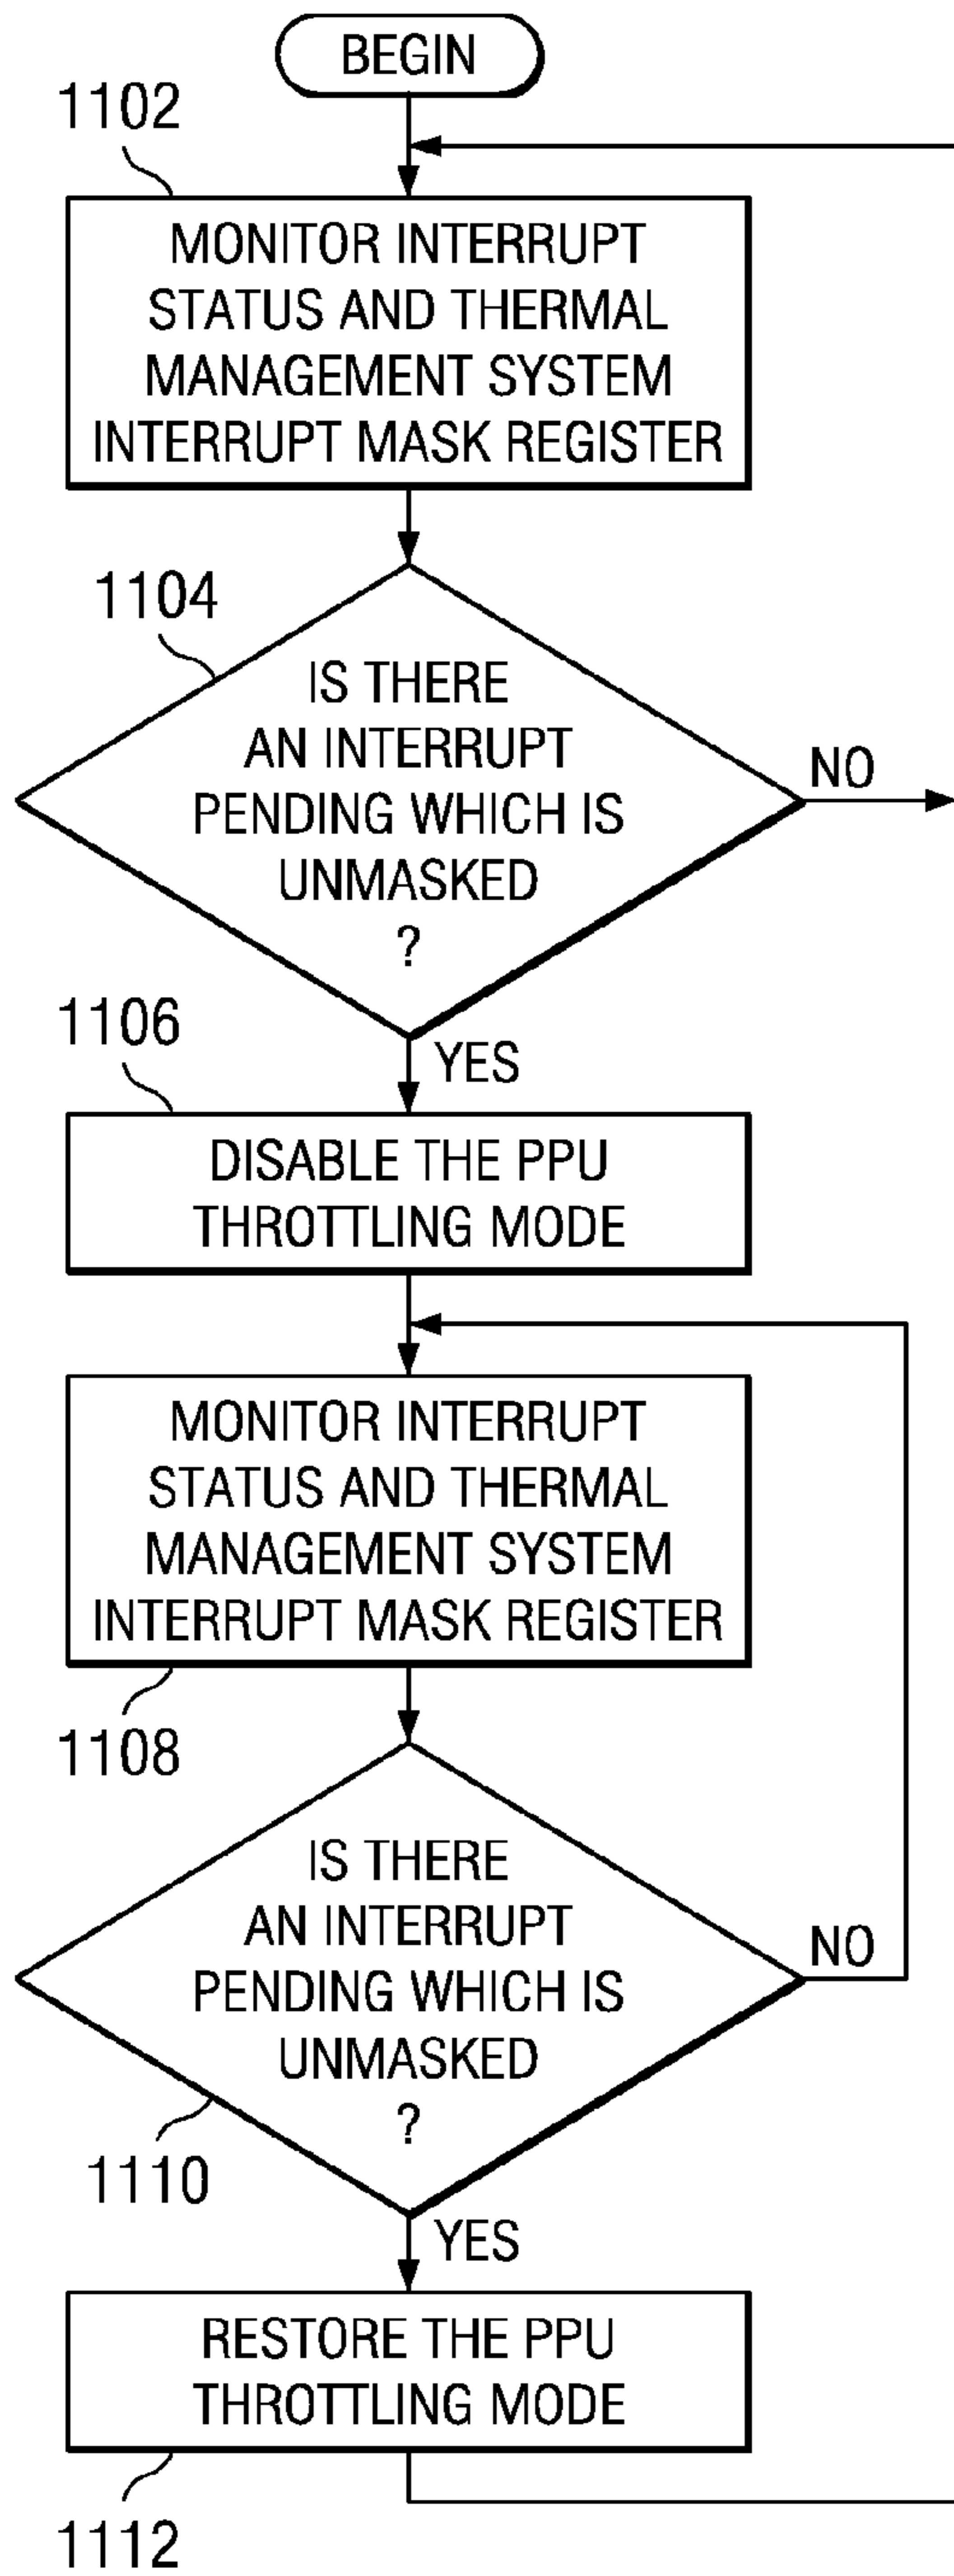 BEGIN
1102
MONITOR INTERRUPT
STATUS AND THERMAL
MANAGEMENT SYSTEM
INTERRUPT MASK REGISTER
1104
IS THERE
AN INTERRUPT
PENDING WHICH IS
UNMASKED
?
NO
YES
1106
DISABLE THE PPU
THROTTLING MODE
MONITOR INTERRUPT
STATUS AND THERMAL
MANAGEMENT SYSTEM
INTERRUPT MASK REGISTER
1108
IS THERE
AN INTERRUPT
PENDING WHICH IS
UNMASKED
?
NO
1110
YES
RESTORE THE PPU
THROTTLING MODE
1112